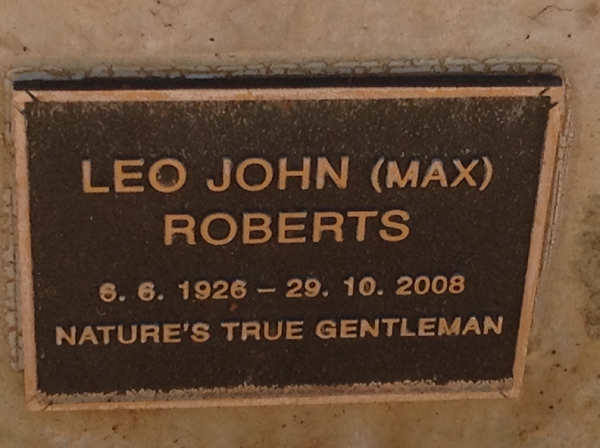 LEO JOHN (MAX)
ROBERTS
6. 6. 1926 – 29. 10. 2008
NATURE'S TRUE GENTLEMAN